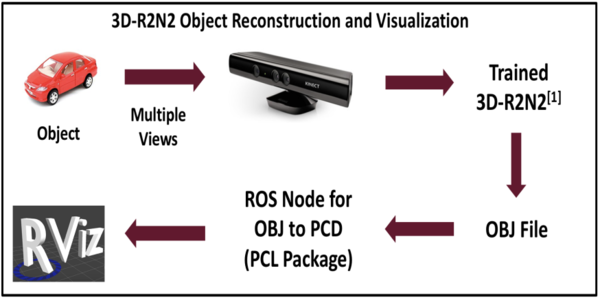 3D-R2N2 Object Reconstruction and Visualization
Object
Multiple
Views
KINECT
Trained
3D-R2N2[1]
OBJ File
ROS Node for
OBJ to PCD
(PCL Package)
RViz